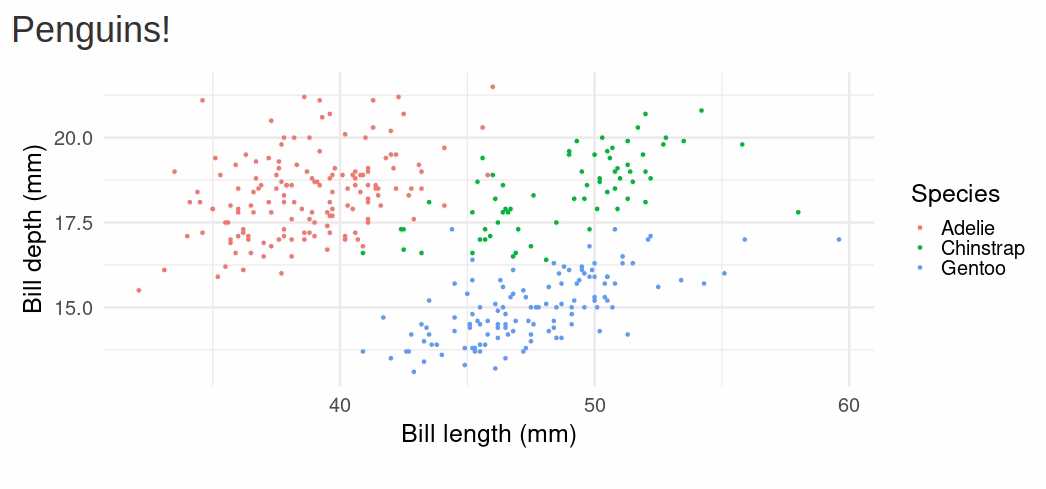 Penguins!
Bill depth (mm)
20.0
17.5
15.0
40 50 60
Bill length (mm)
Species
Adelie
Chinstrap
Gentoo